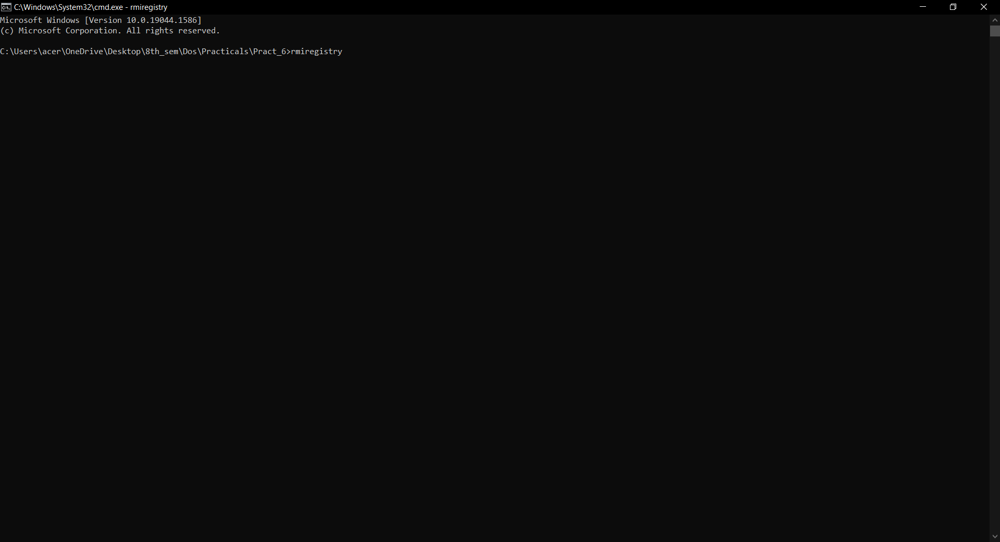 C:\Windows\System32\cmd.exe - rmiregistry
Microsoft Windows [Version 10.0.19044.1586]
(c) Microsoft Corporation. All rights reserved.
C:\Users\acer\OneDrive\Desktop\8th_sem\Dos\Practicals\Pract_6>rmiregistry